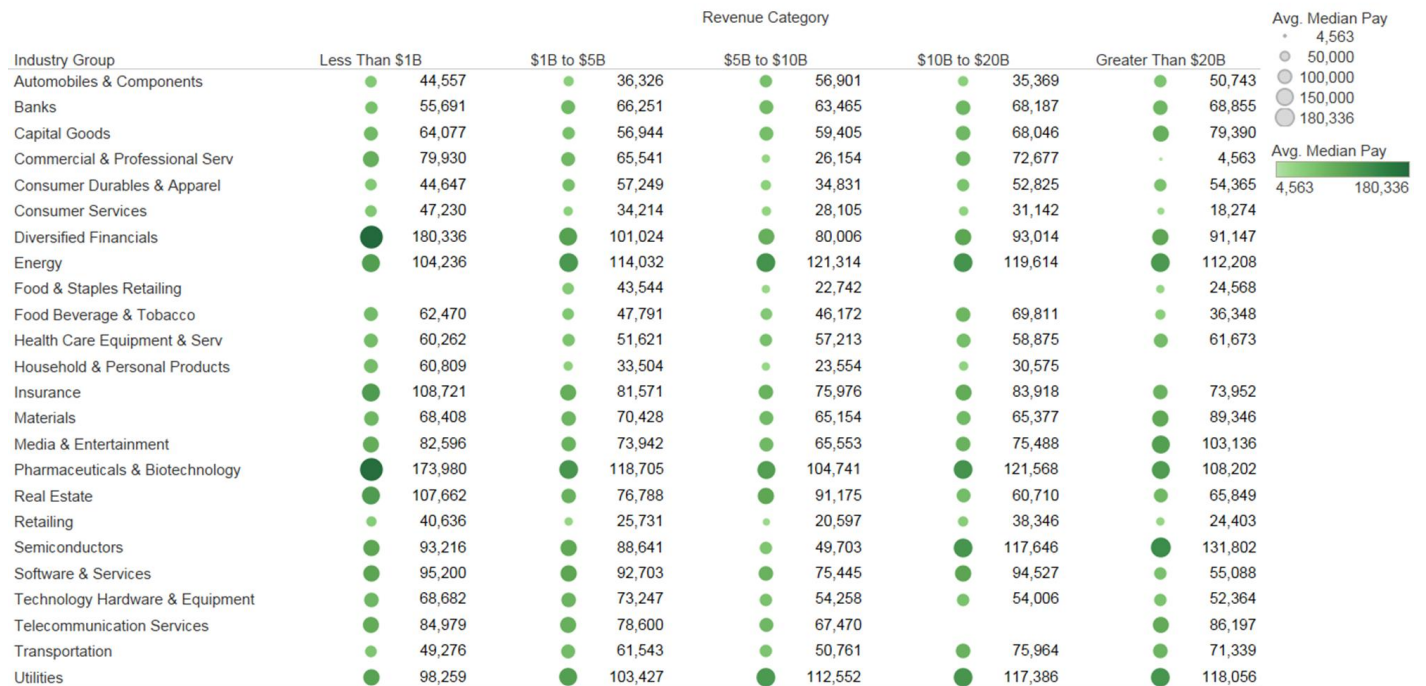 Revenue Category
Industry Group Less Than $1B $1B to $5B $5B to $10B $10B to $20B Greater Than $20B
Automobiles & Components 44,557 36,326 56,901 35,369 50,743
Banks 55,691 66,251 63,465 68,187 68,855
Capital Goods 64,077 56,944 59,405 68,046 79,390
Commercial & Professional Serv 79,930 65,541 26,154 72,677 4,563
Consumer Durables & Apparel 44,647 57,249 34,831 52,825 54,365
Consumer Services 47,230 34,214 28,105 31,142 18,274
Diversified Financials 180,336 101,024 80,006 93,014 91,147
Energy 104,236 114,032 121,314 119,614 112,208
Food & Staples Retailing 43,544 22,742 24,568
Food Beverage & Tobacco 62,470 47,791 46,172 69,811 36,348
Health Care Equipment & Serv 60,262 51,621 57,213 58,875 61,673
Household & Personal Products 60,809 33,504 23,554 30,575
Insurance 108,721 81,571 75,976 83,918 73,952
Materials 68,408 70,428 65,154 65,377 89,346
Media & Entertainment 82,596 73,942 65,553 75,488 103,136
Pharmaceuticals & Biotechnology 173,980 118,705 104,741 121,568 108,202
Real Estate 107,662 76,788 91,175 60,710 65,849
Retailing 40,636 25,731 20,597 38,346 24,403
Semiconductors 93,216 88,641 49,703 117,646 131,802
Software & Services 95,200 92,703 75,445 94,527 55,088
Technology Hardware & Equipment 68,682 73,247 54,258 54,006 52,364
Telecommunication Services 84,979 78,600 67,470 86,197
Transportation 49,276 61,543 50,761 75,964 71,339
Utilities 98,259 103,427 112,552 117,386 118,056
Avg. Median Pay
4,563
50,000
100,000
150,000
180,336
Avg. Median Pay
4,563 180,336